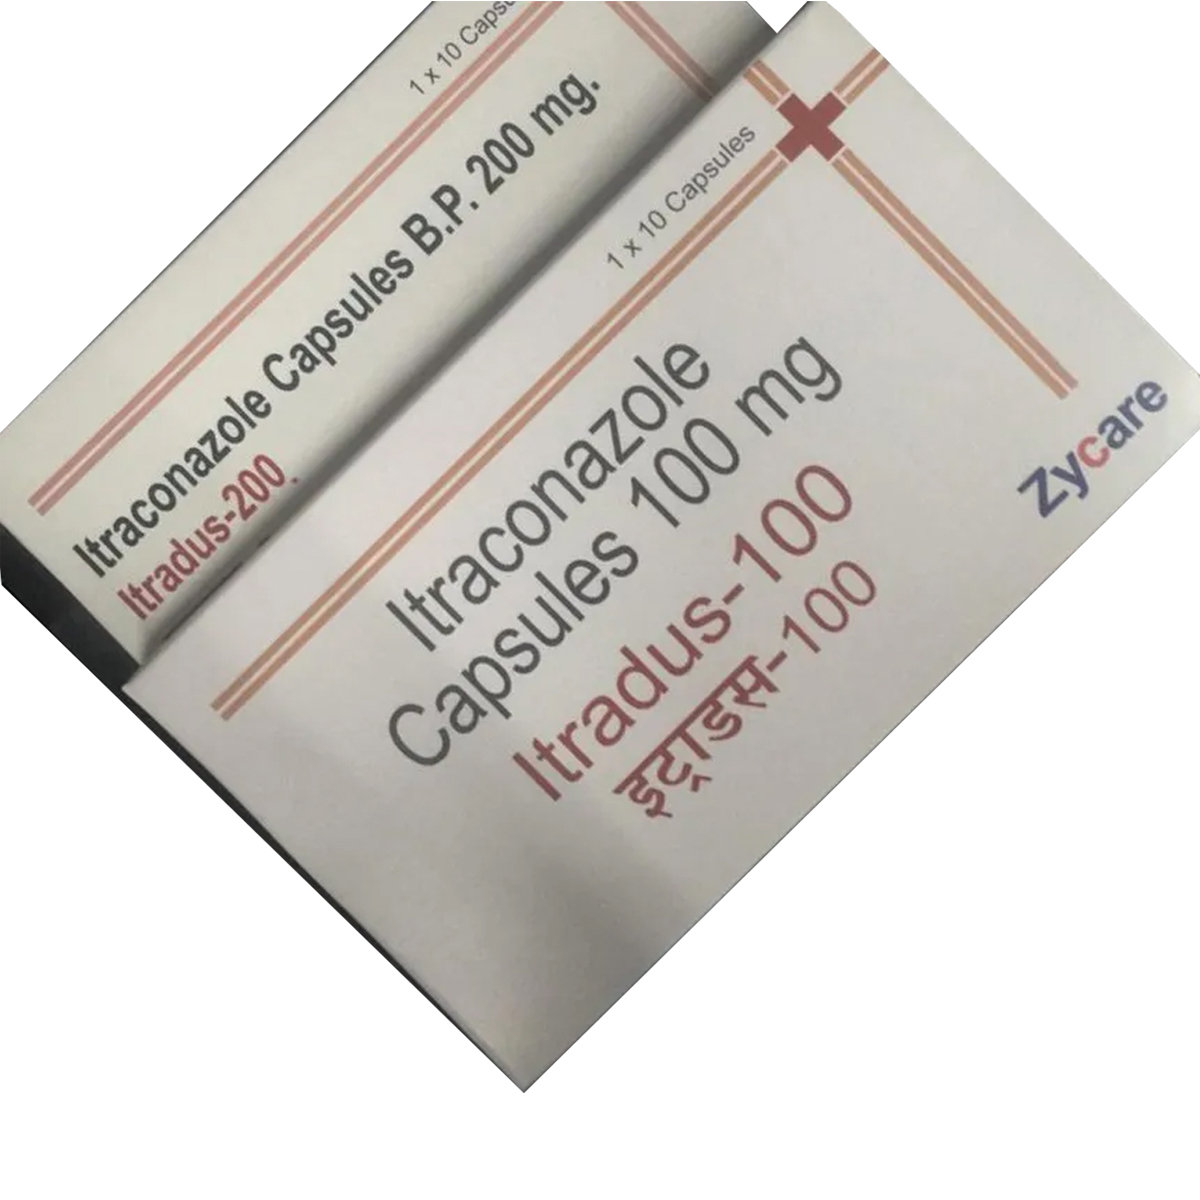 1 x 10 Capsu
Itraconazole Capsules B.P. 200 mg.
Itradus-200.
1 x 10 Capsules
Itraconazole
Capsules 100 mg
Itradus-100
इट्राडस-100
Zycare